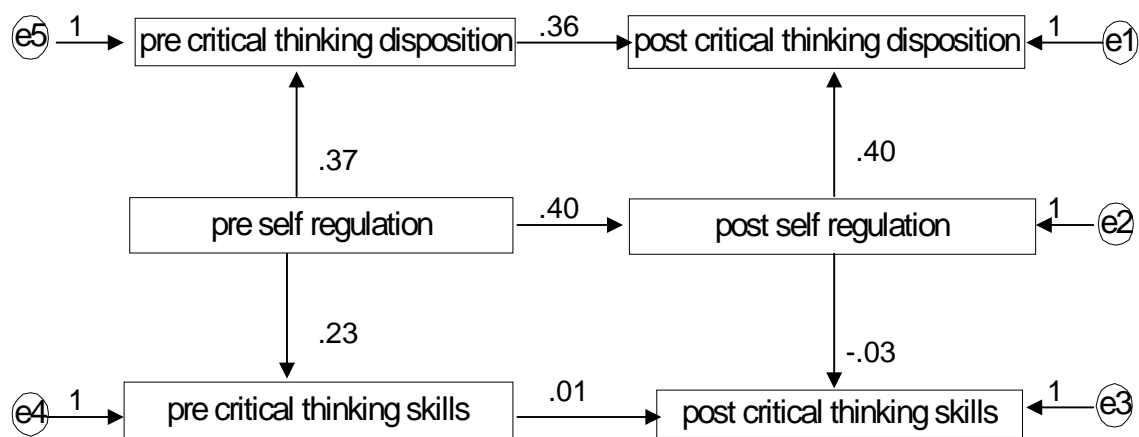 e5 1 pre critical thinking disposition .36 post critical thinking disposition 1 e1
.37 .40
pre self regulation .40 post self regulation 1 e2
.23 -.03
e4 1 pre critical thinking skills .01 post critical thinking skills 1 e3